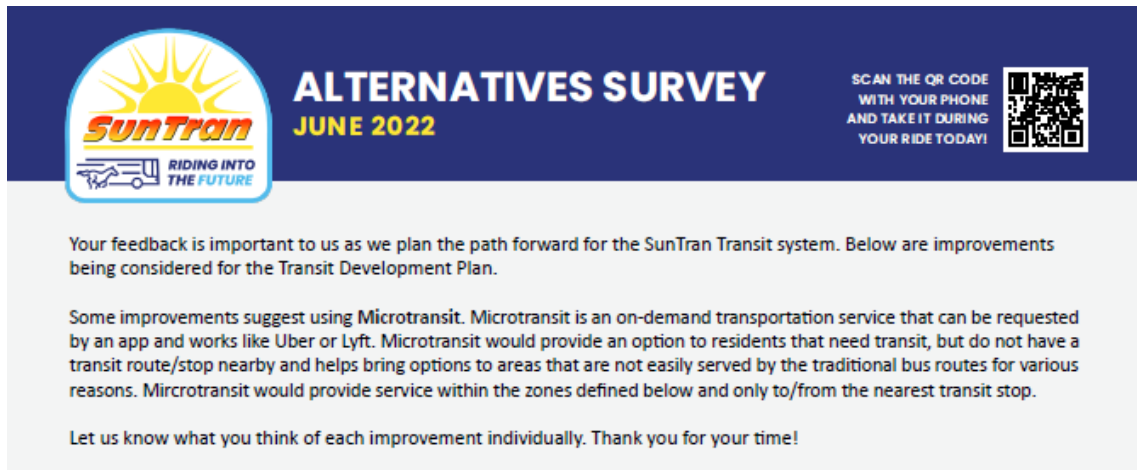 SunTran
RIDING INTO
THE FUTURE
ALTERNATIVES SURVEY
JUNE 2022
SCAN THE QR CODE
WITH YOUR PHONE
AND TAKE IT DURING
YOUR RIDE TODAY!
Your feedback is important to us as we plan the path forward for the SunTran Transit system. Below are improvements
being considered for the Transit Development Plan.
Some improvements suggest using Microtransit. Microtransit is an on-demand transportation service that can be requested
by an app and works like Uber or Lyft. Microtransit would provide an option to residents that need transit, but do not have a
transit route/stop nearby and helps bring options to areas that are not easily served by the traditional bus routes for various
reasons. Mircrotransit would provide service within the zones defined below and only to/from the nearest transit stop.
Let us know what you think of each improvement individually. Thank you for your time!